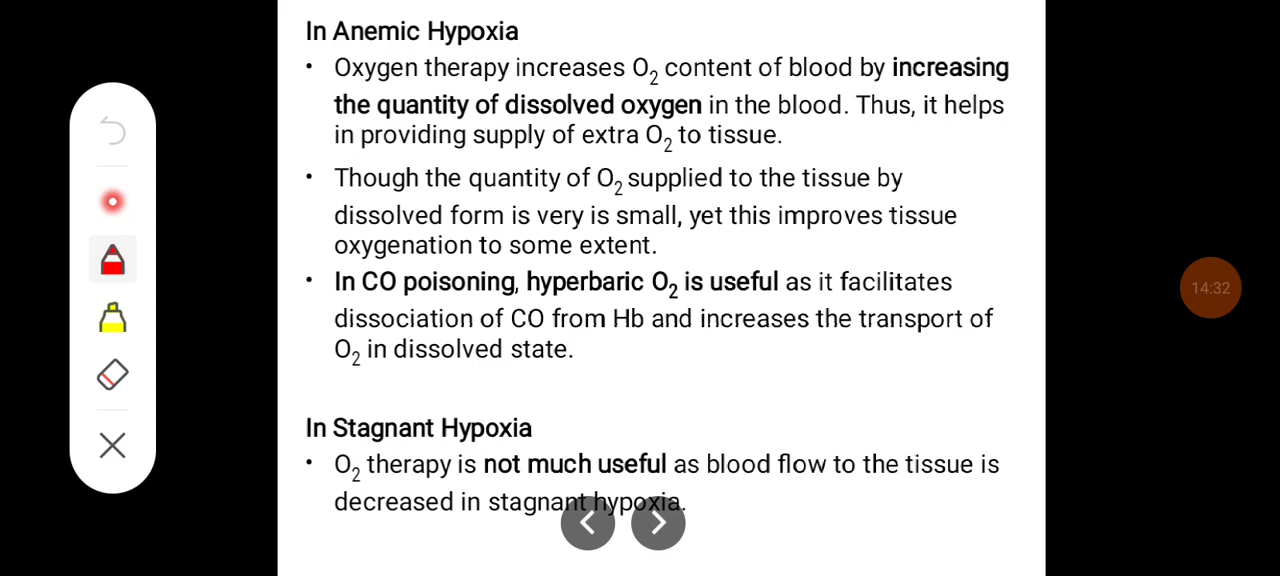 In Anemic Hypoxia
• Oxygen therapy increases O₂ content of blood by increasing
the quantity of dissolved oxygen in the blood. Thus, it helps
in providing supply of extra O₂ to tissue.
• Though the quantity of O₂ supplied to the tissue by
dissolved form is very is small, yet this improves tissue
oxygenation to some extent.
• In CO poisoning, hyperbaric O₂ is useful as it facilitates
dissociation of CO from Hb and increases the transport of
O₂ in dissolved state.
14:32
In Stagnant Hypoxia
• O₂ therapy is not much useful as blood flow to the tissue is
decreased in stagnant hypoxia.